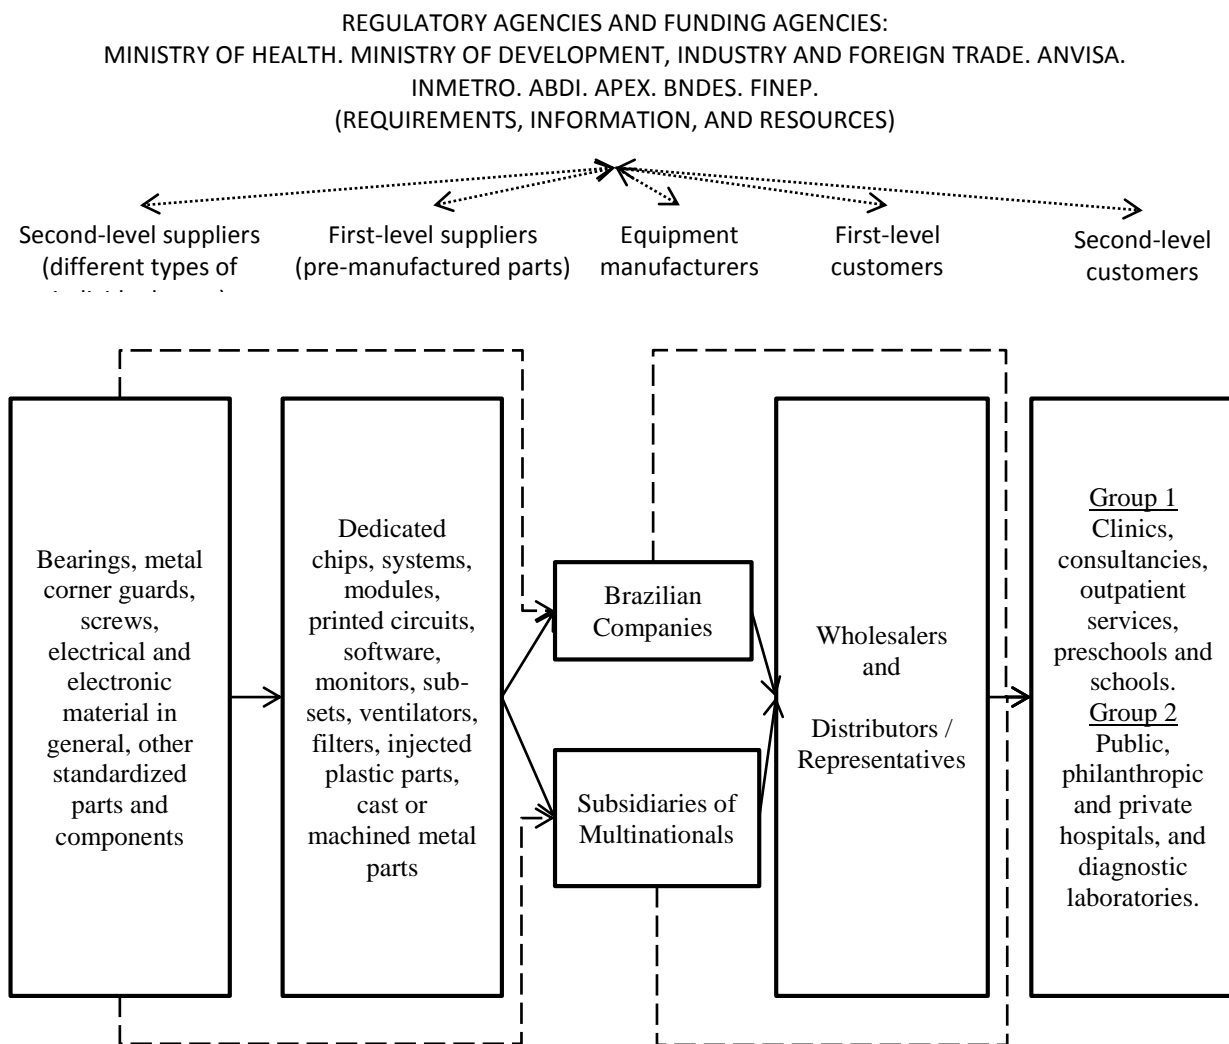 REGULATORY AGENCIES AND FUNDING AGENCIES:
MINISTRY OF HEALTH. MINISTRY OF DEVELOPMENT, INDUSTRY AND FOREIGN TRADE. ANVISA.
INMETRO. ABDI. APEX. BNDES. FINEP.
(REQUIREMENTS, INFORMATION, AND RESOURCES)
Second-level suppliers
(different types of
First-level suppliers
(pre-manufactured parts)
Equipment
manufacturers
First-level
customers
Second-level
customers
Bearings, metal
corner guards,
screws,
electrical and
electronic
material in
general, other
standardized
parts and
components
Dedicated
chips, systems,
modules,
printed circuits,
software,
monitors, sub-
sets, ventilators,
filters, injected
plastic parts,
cast or
machined metal
parts
Brazilian
Companies
Subsidiaries of
Multinationals
Wholesalers
and
Distributors /
Representatives
Group 1
Clinics,
consultancies,
outpatient
services,
preschools and
schools.
Group 2
Public,
philanthropic
and private
hospitals, and
diagnostic
laboratories.